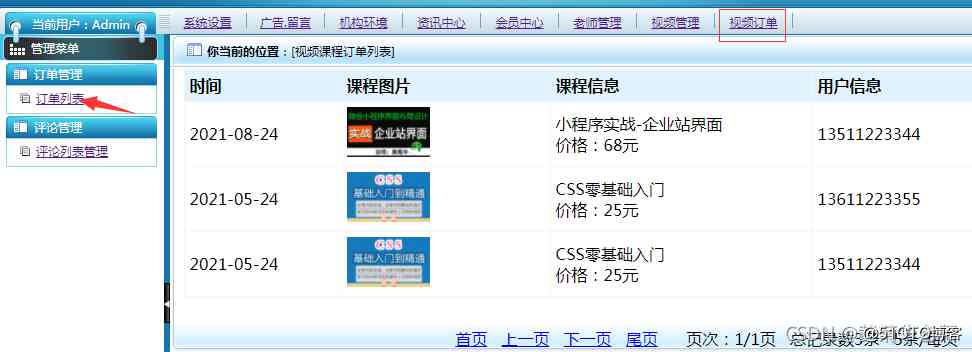 当前用户：Admin
系统设置 广告.留言 机构环境 资讯中心 会员中心 老师管理 视频管理 视频订单
管理菜单
你当前的位置：[视频课程订单列表]
订单管理
订单列表
评论管理
评论列表管理
时间 课程图片 课程信息 用户信息
2021-08-24
实战 企业站界面
小程序实战-企业站界面
价格：68元
13511223344
2021-05-24
CSS
基础入门到精通
CSS零基础入门
价格：25元
13611223355
2021-05-24
CSS
基础入门到精通
CSS零基础入门
价格：25元
13511223344
首页 上一页 下一页 尾页 页次：1/1页 总记录数3条 5条/每页